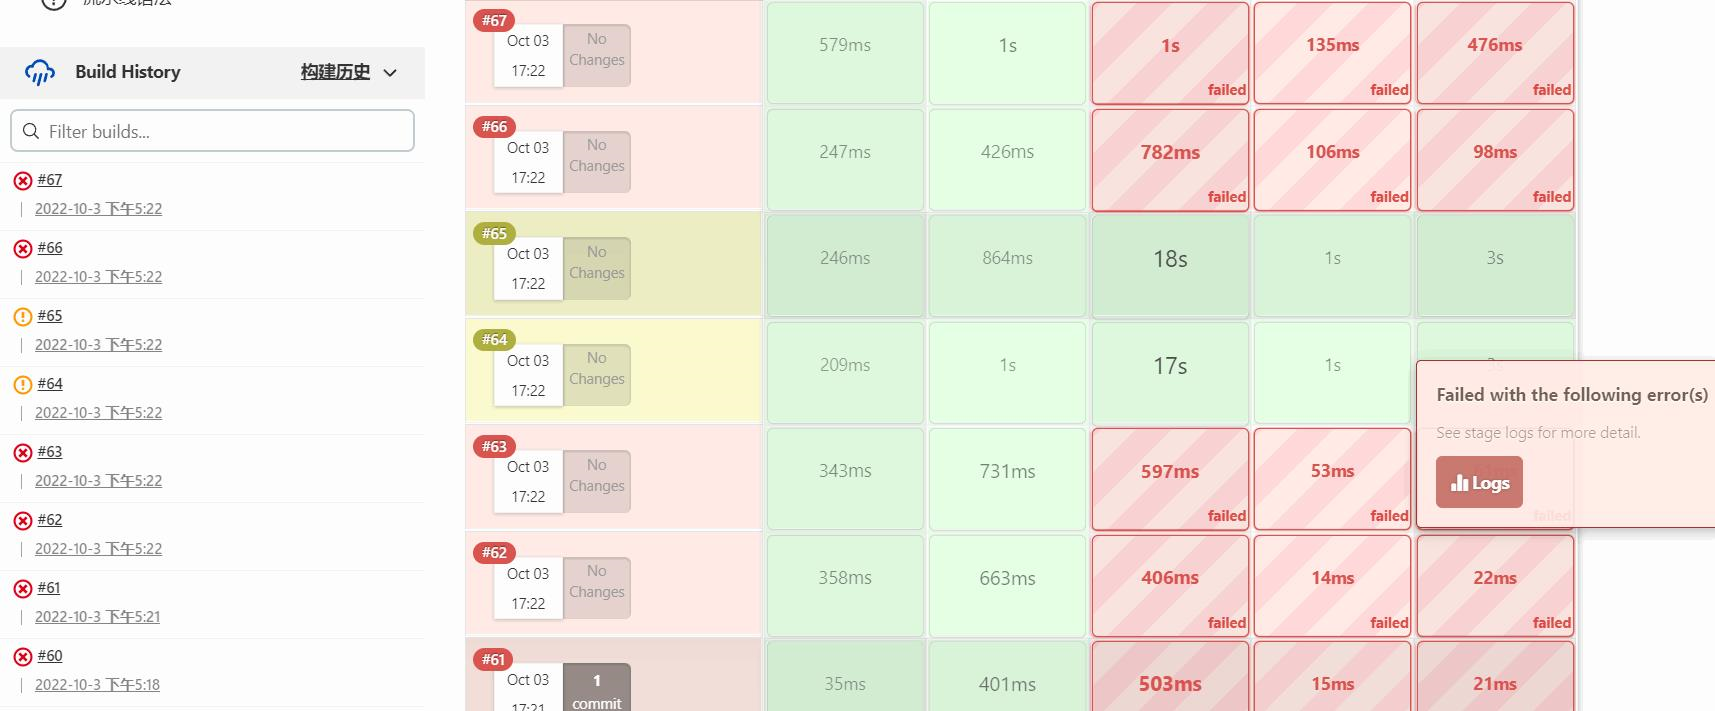 流水线语法
Build History
构建历史
Filter builds...
#67
2022-10-3 下午5:22
#66
2022-10-3 下午5:22
#65
2022-10-3 下午5:22
#64
2022-10-3 下午5:22
#63
2022-10-3 下午5:22
#62
2022-10-3 下午5:22
#61
2022-10-3 下午5:21
#60
2022-10-3 下午5:18
#67
Oct 03
17:22
No
Changes
579ms
1s
1s
failed
135ms
failed
476ms
failed
#66
Oct 03
17:22
No
Changes
247ms
426ms
782ms
failed
106ms
failed
98ms
failed
#65
Oct 03
17:22
No
Changes
246ms
864ms
18s
1s
3s
#64
Oct 03
17:22
No
Changes
209ms
1s
17s
1s
3s
Failed with the following error(s)
See stage logs for more detail.
Logs
#63
Oct 03
17:22
No
Changes
343ms
731ms
597ms
failed
53ms
failed
61ms
failed
#62
Oct 03
17:22
No
Changes
358ms
663ms
406ms
failed
14ms
failed
22ms
failed
#61
Oct 03
17:21
1
commit
35ms
401ms
503ms
15ms
21ms